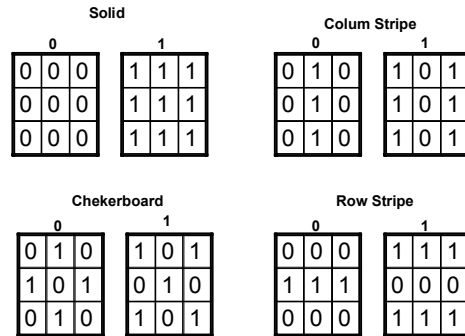 Solid
0 1
0 0 0 1 1 1
0 0 0 1 1 1
0 0 0 1 1 1
Colum Stripe
0 1
0 1 0 1 0 1
0 1 0 1 0 1
0 1 0 1 0 1
Chekerboard
0 1
0 1 0 1 0 1
1 0 1 0 1 0
0 1 0 1 0 1
Row Stripe
0 1
0 0 0 1 1 1
1 1 1 0 0 0
0 0 0 1 1 1